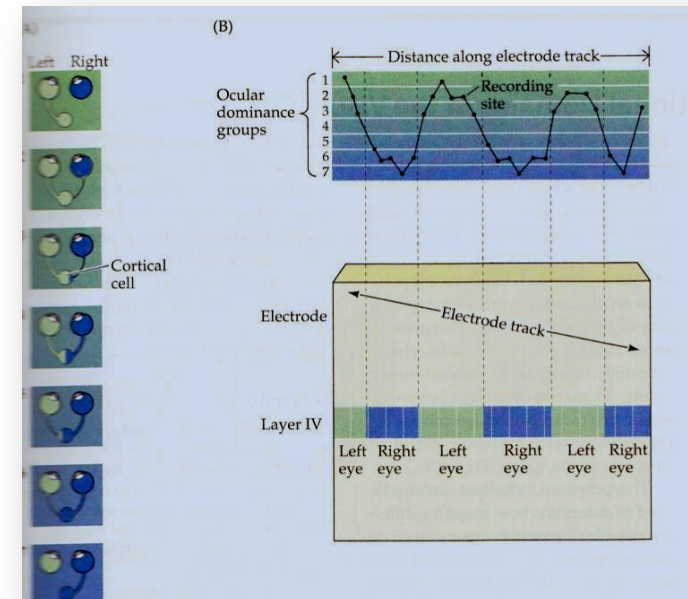 (B)
Left Right
Distance along electrode track
Ocular
dominance
groups
1
2
3
4
5
6
7
Recording
site
Cortical
cell
Electrode
Electrode track
Layer IV
Left
eye
Right
eye
Left
eye
Right
eye
Left
eye
Right
eye